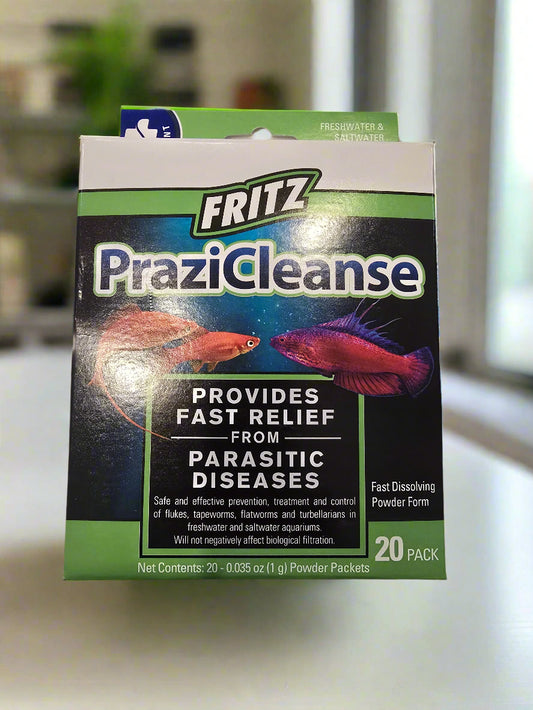 FRESHWATER &
SALTWATER
FRITZ
PraziCleanse
PROVIDES
FAST RELIEF
FROM
PARASITIC
DISEASES
Safe and effective prevention, treatment and control
of flukes, tapeworms, flatworms and turbellarians in
freshwater and saltwater aquariums.
Will not negatively affect biological filtration.
Fast Dissolving
Powder Form
20 PACK
Net Contents: 20 - 0.035 oz (1 g) Powder Packets